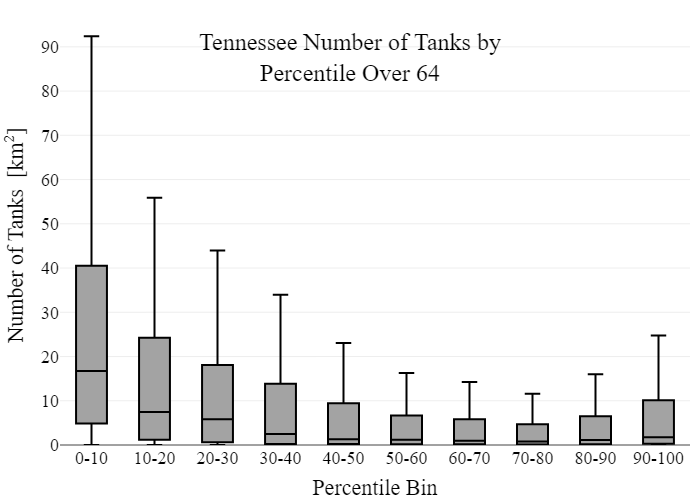 Tennessee Number of Tanks by
Percentile Over 64
Number of Tanks [km²]
90
80
70
60
50
40
30
20
10
0
0-10 10-20 20-30 30-40 40-50 50-60 60-70 70-80 80-90 90-100
Percentile Bin